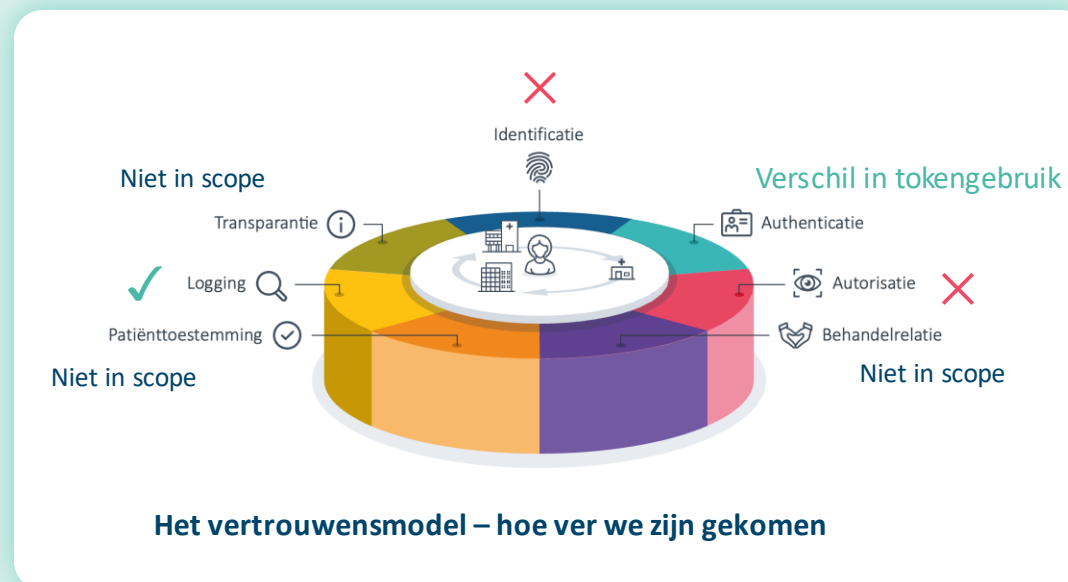 Identificatie
Niet in scope
Verschil in tokengebruik
Transparantie
Authenticatie
Logging
Autorisatie
Patiënttoestemming
Behandelrelatie
Niet in scope
Niet in scope
Het vertrouwensmodel – hoe ver we zijn gekomen